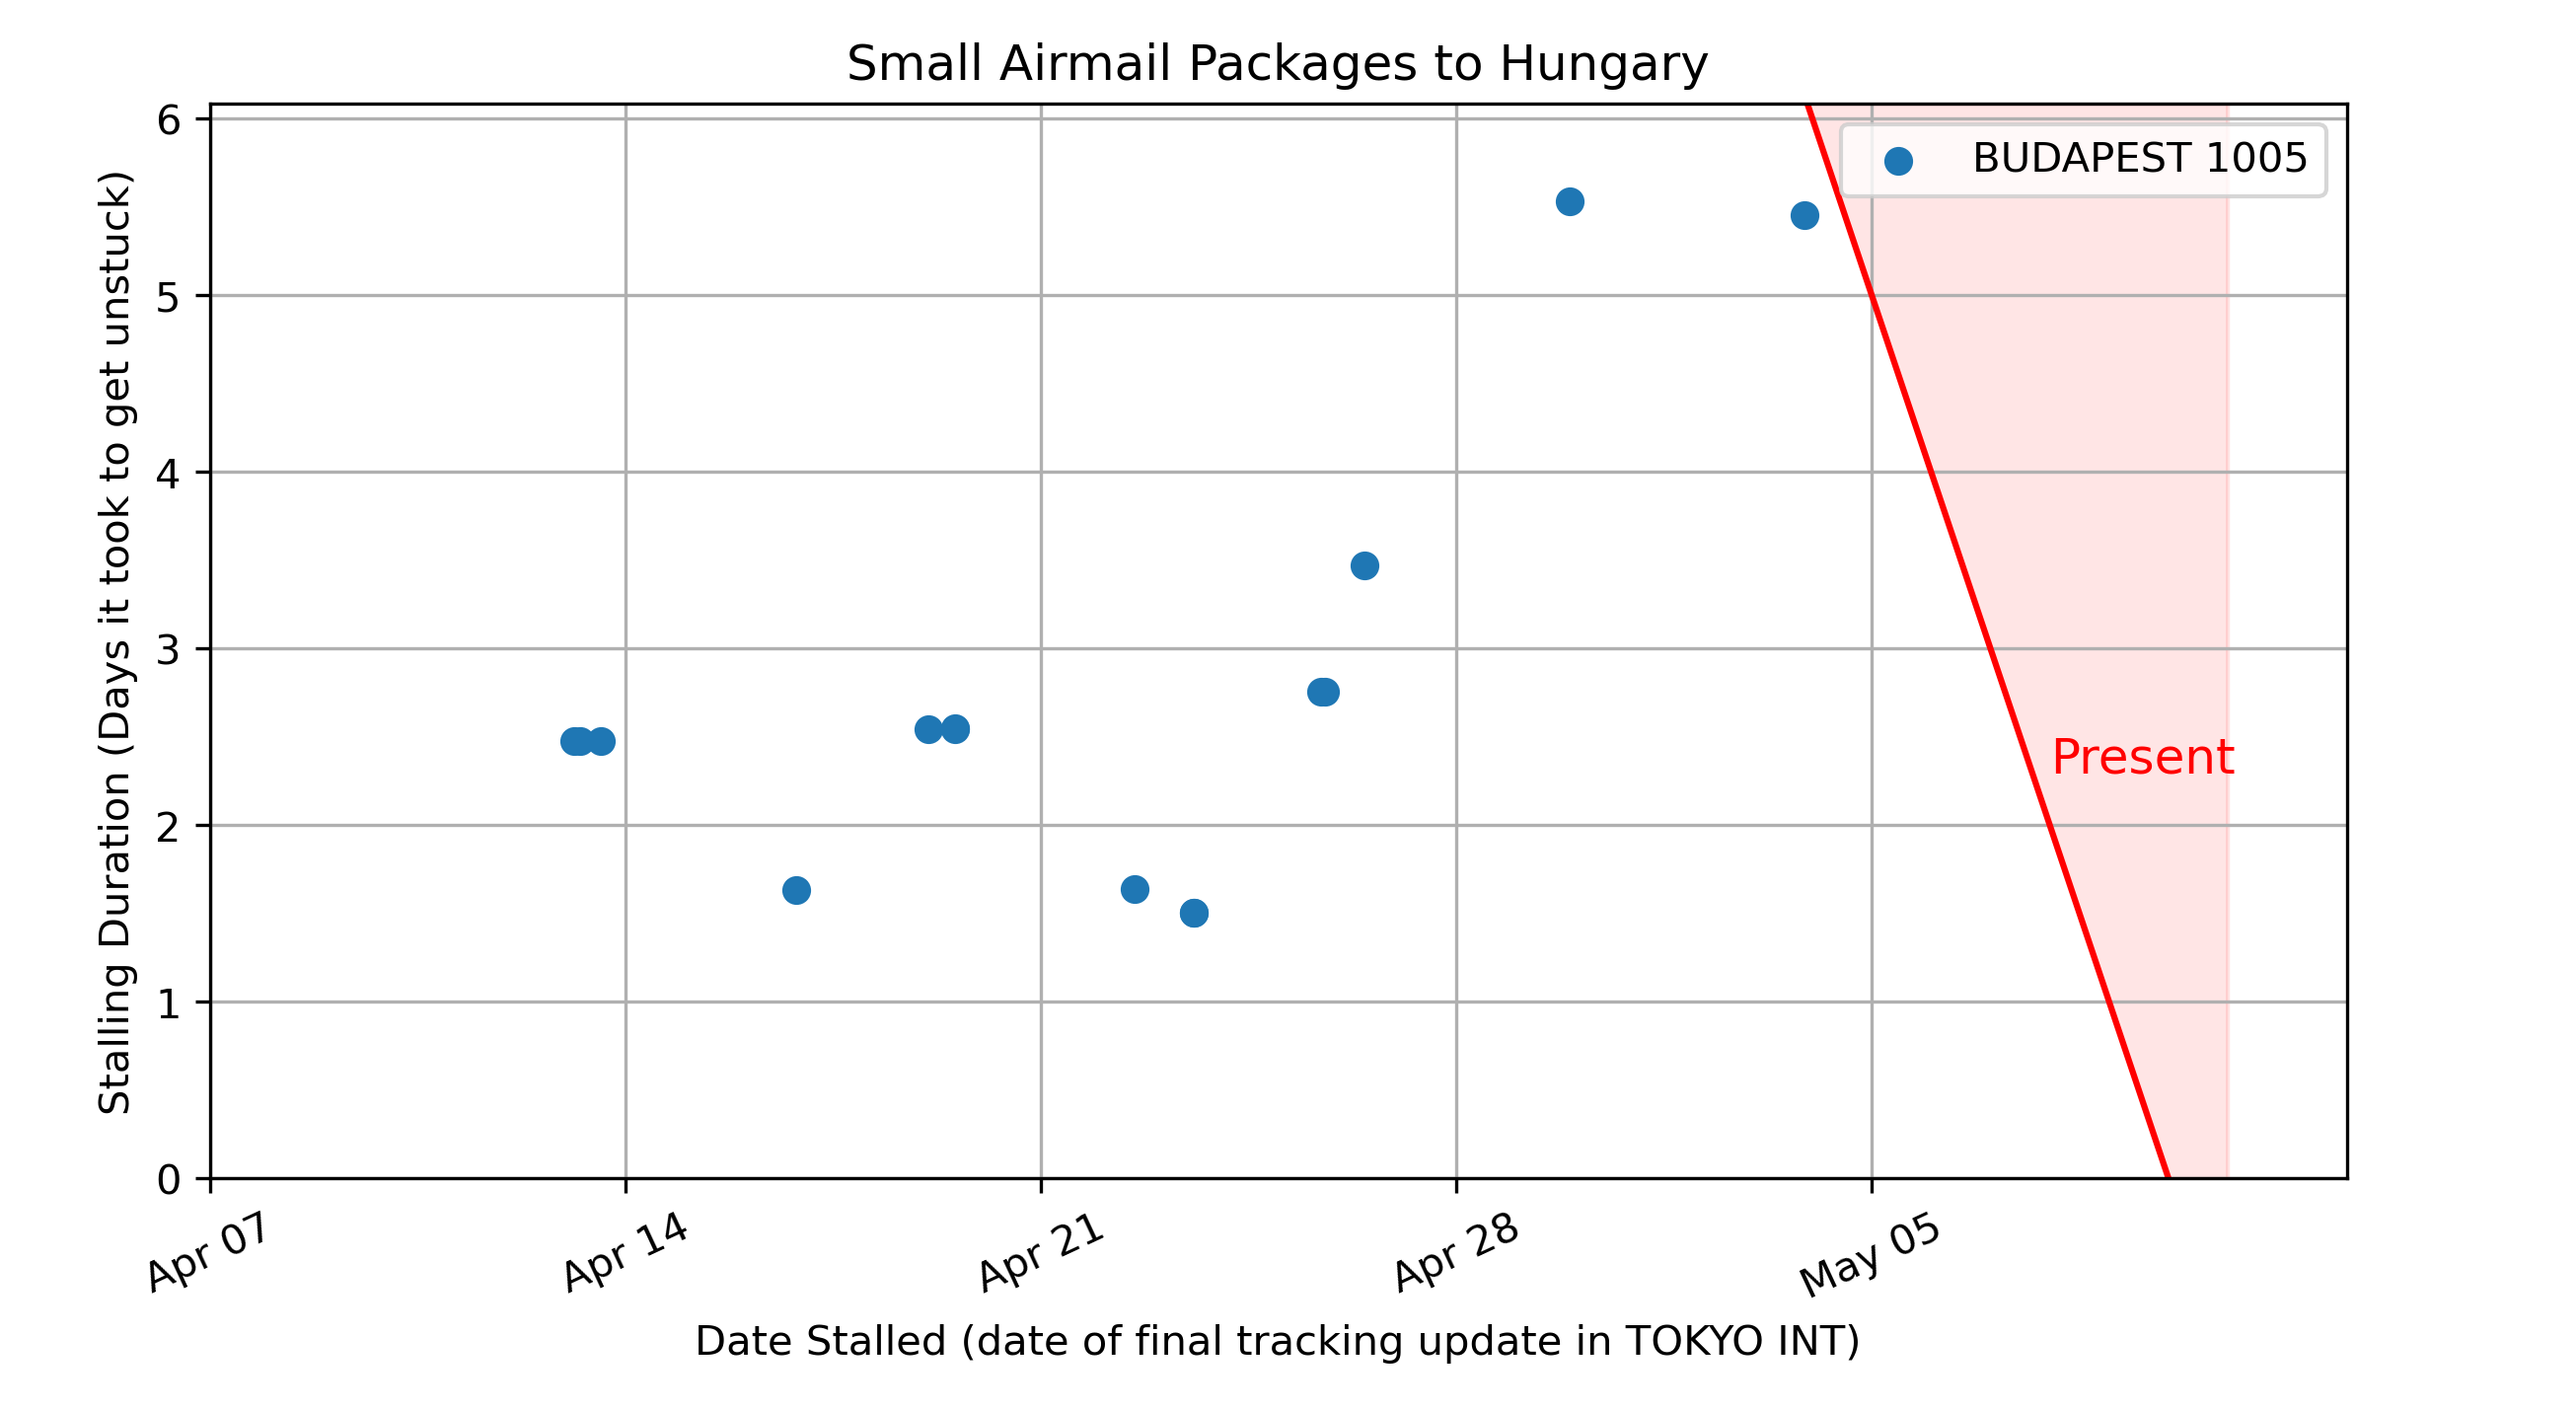 Small Airmail Packages to Hungary
BUDAPEST 1005
Stalling Duration (Days it took to get unstuck)
6
5
4
3
2
1
0
Present
Apr 07
Apr 14
Apr 21
Apr 28
May 05
Date Stalled (date of final tracking update in TOKYO INT)